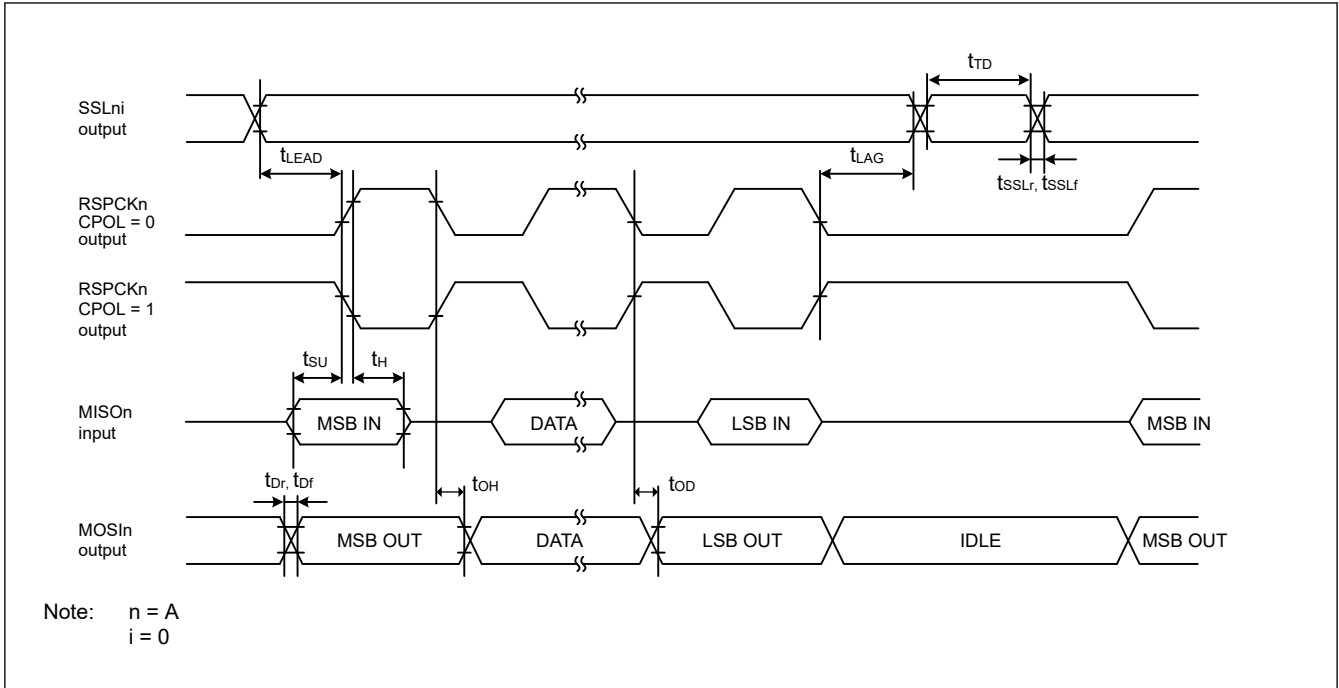 tTD
SSLni
output
tLEAD
tLAG
tSSLr, tSSLf
RSPCKn
CPOL = 0
output
RSPCKn
CPOL = 1
output
tSU
tH
MISOn
input
MSB IN
DATA
LSB IN
MSB IN
tDr, tDf
tOH
tOD
MOSIn
output
MSB OUT
DATA
LSB OUT
IDLE
MSB OUT
Note: n = A
i = 0